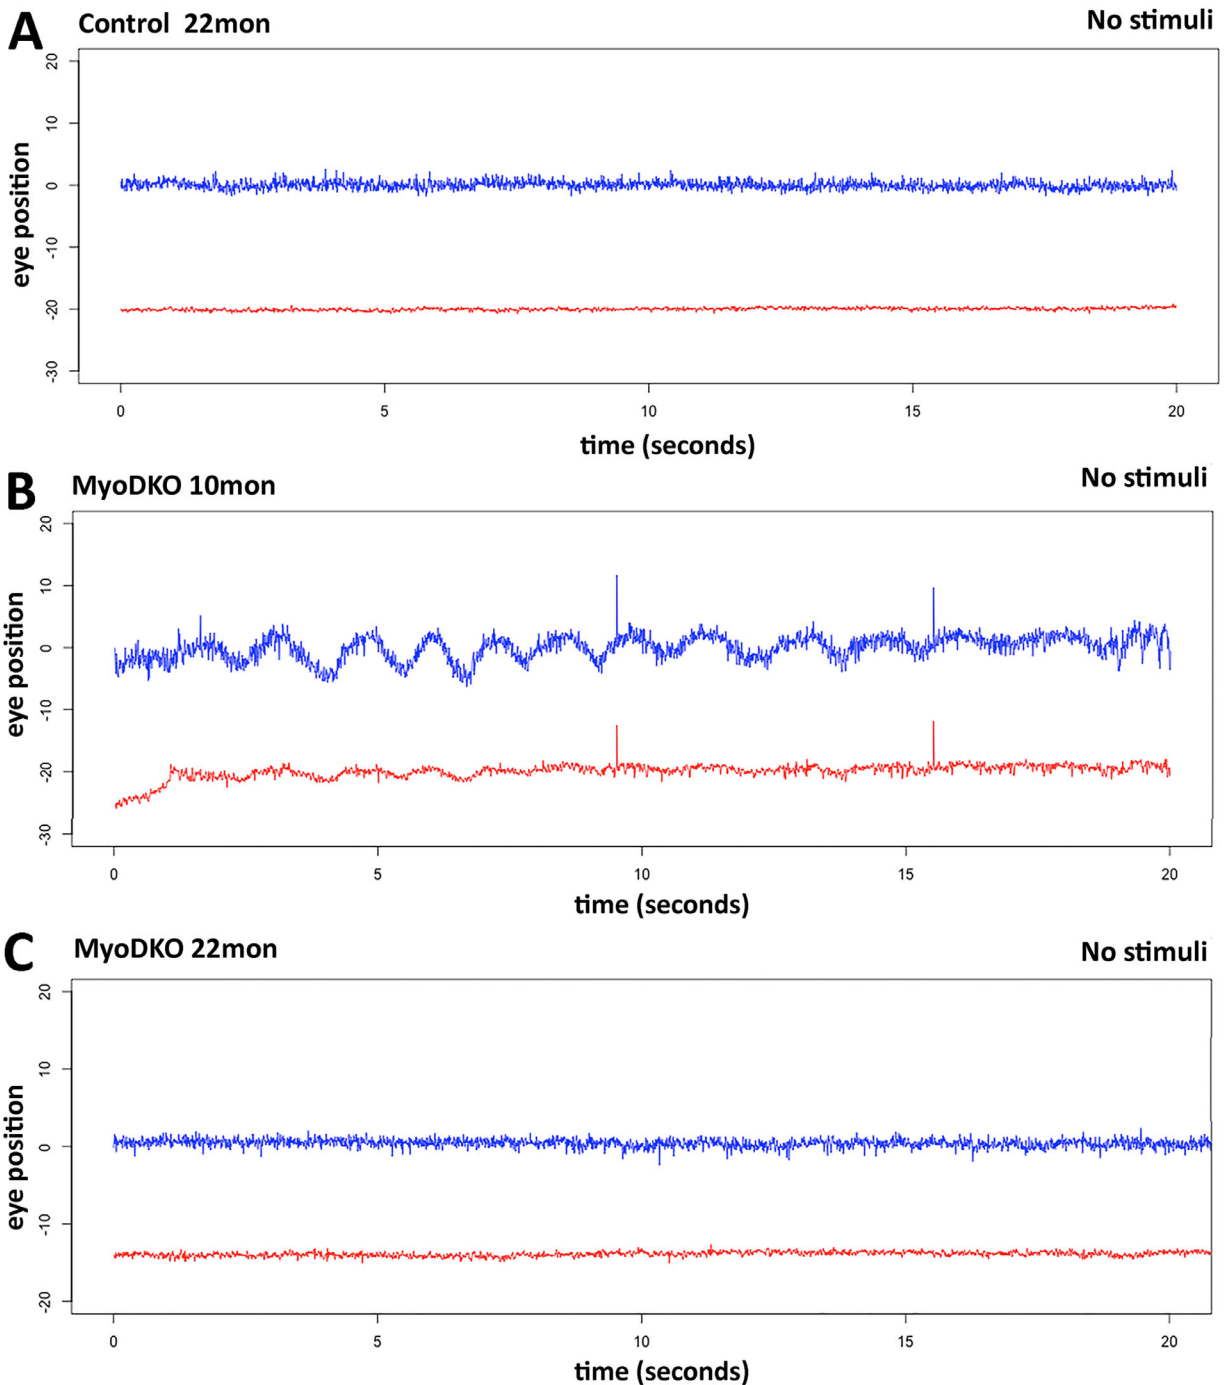 A Control 22mon No stimuli
20
10
0
-10
-20
-30
eye position
0 5 10 15 20
time (seconds)
B MyoDKO 10mon No stimuli
20
10
0
-10
-20
-30
eye position
0 5 10 15 20
time (seconds)
C MyoDKO 22mon No stimuli
20
10
0
-10
-20
eye position
0 5 10 15 20
time (seconds)